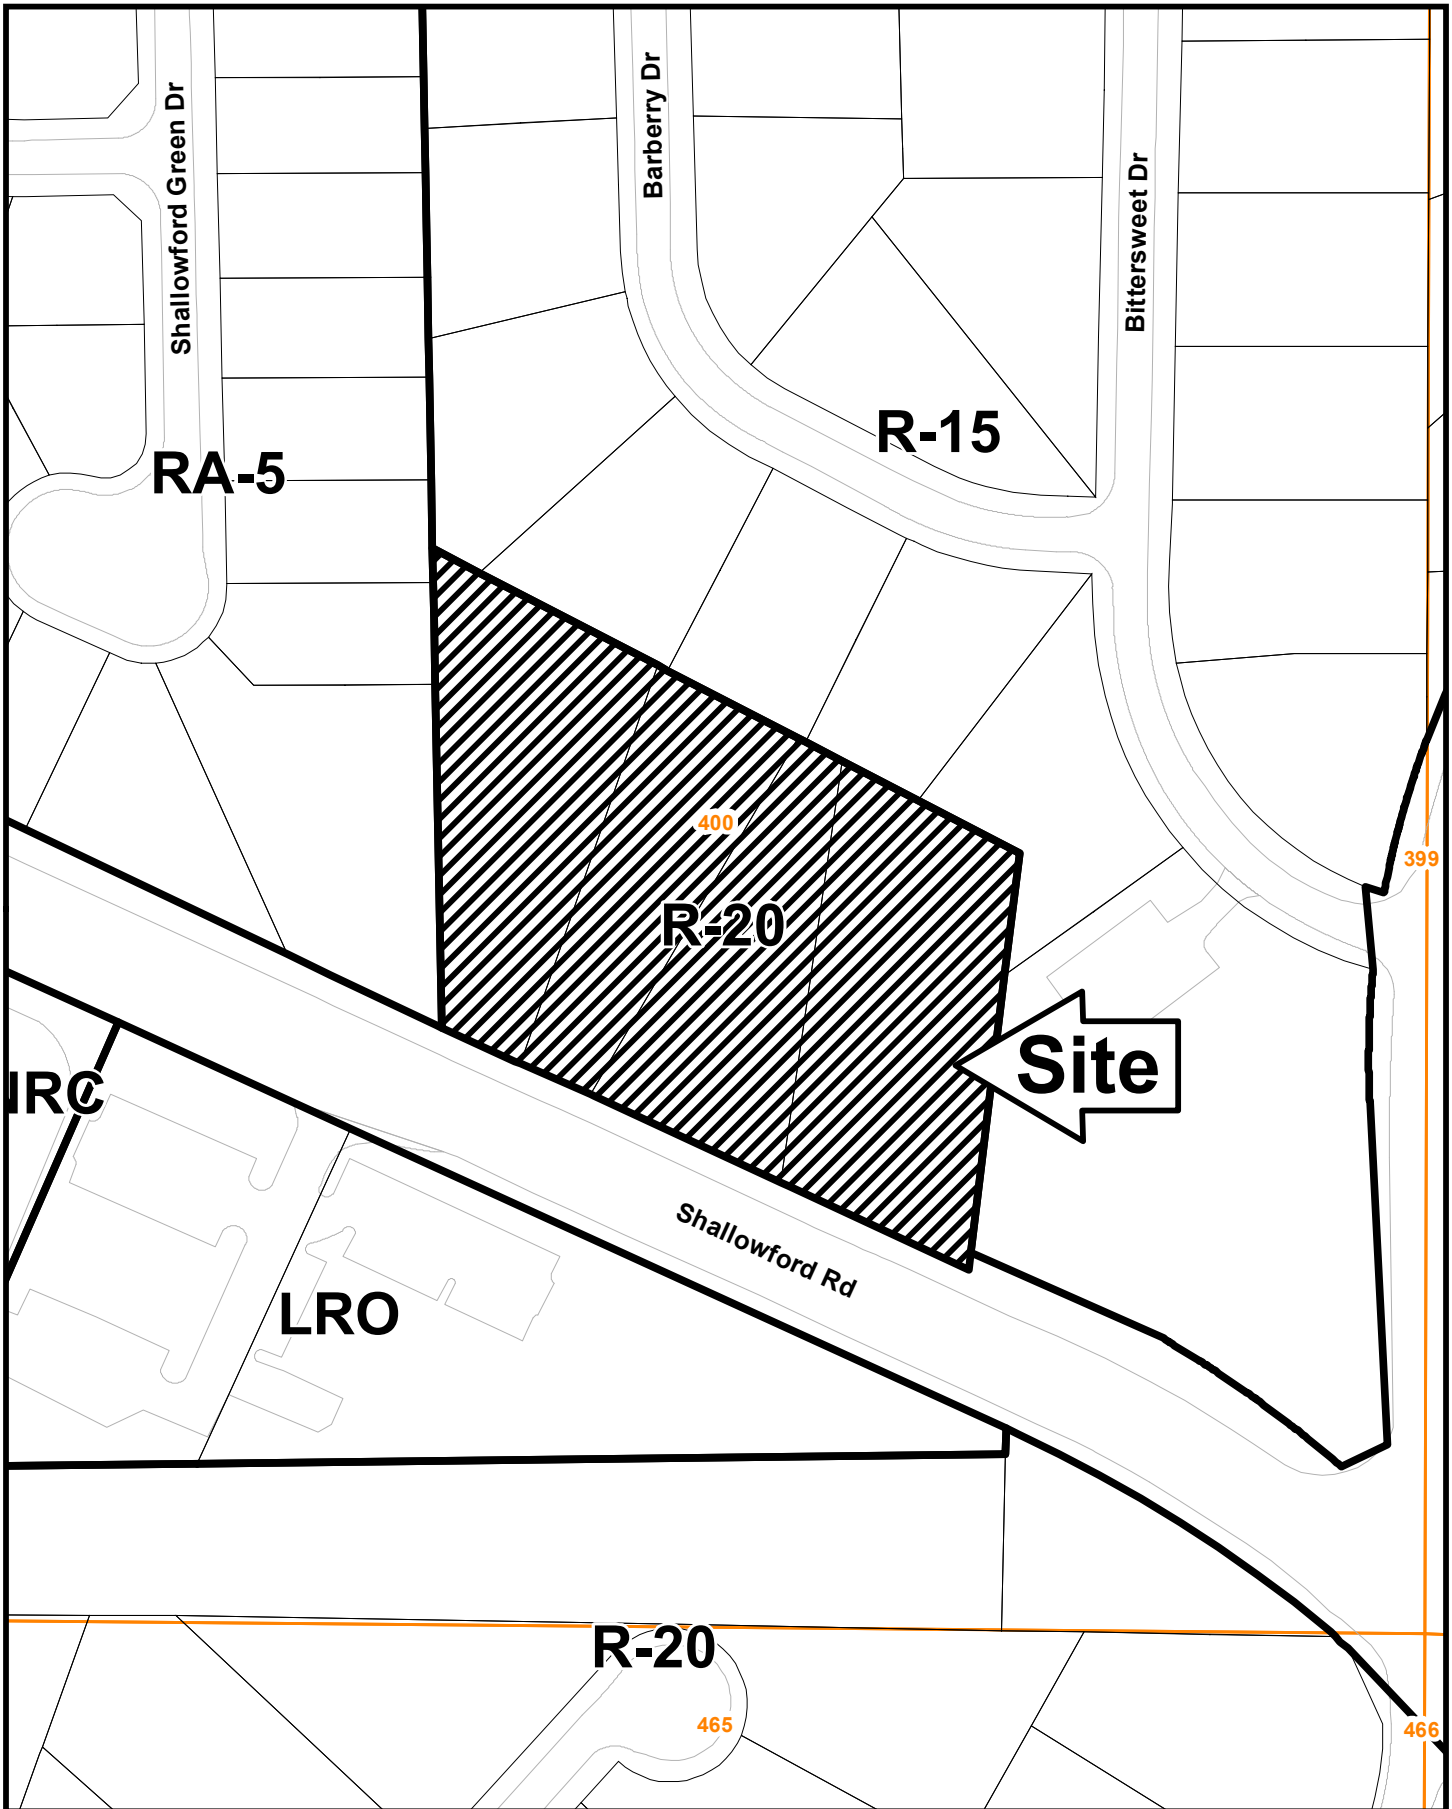 Barberry Dr
Shallowford Green Dr
Bittersweet Dr
R-15
RA-5
400
399
R-20
Site
NRC
Shallowford Rd
LRO
R-20
465
466